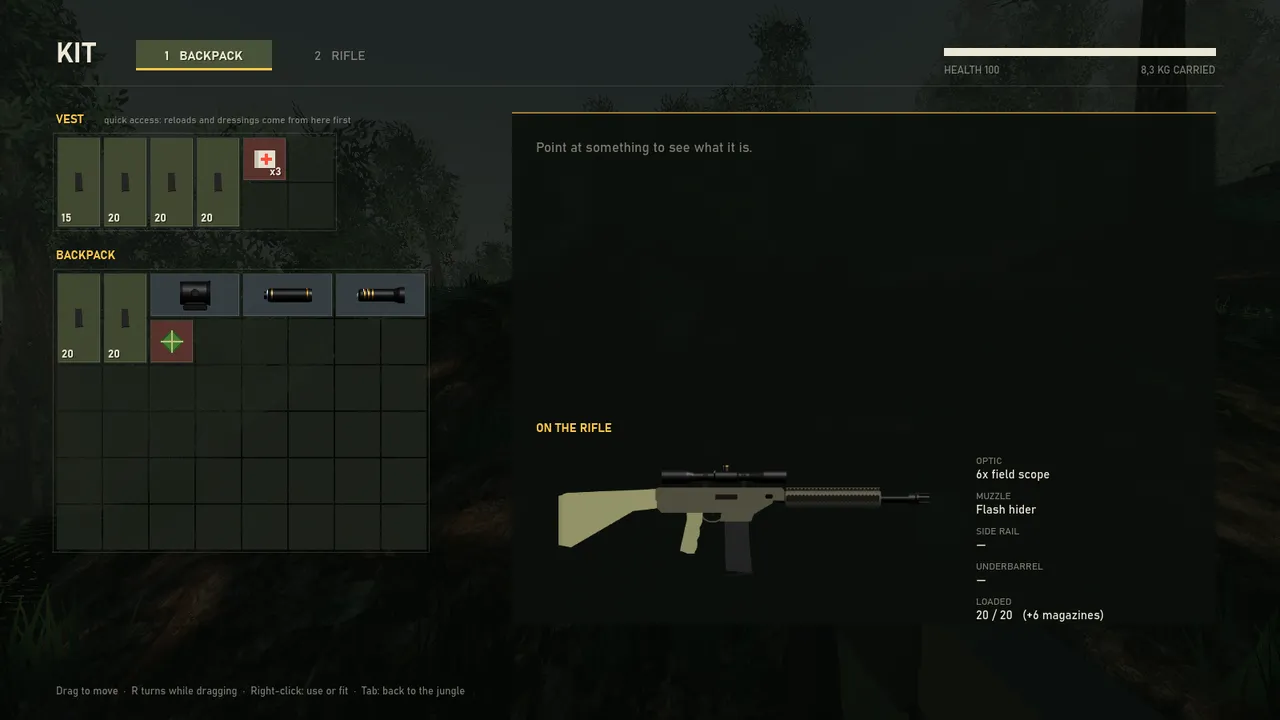 KIT
1 BACKPACK
2 RIFLE
HEALTH 100
8,3 KG CARRIED
VEST
quick access: reloads and dressings come from here first
x3
15
20
20
20
BACKPACK
20
20
Point at something to see what it is.
ON THE RIFLE
OPTIC
6x field scope
MUZZLE
Flash hider
SIDE RAIL
—
UNDERBARREL
—
LOADED
20 / 20 (+6 magazines)
Drag to move · R turns while dragging · Right-click: use or fit · Tab: back to the jungle